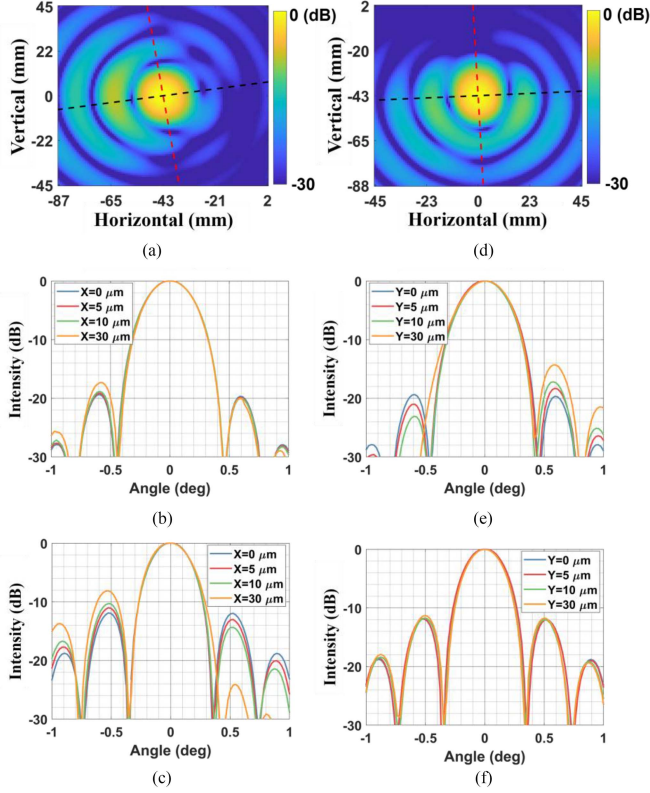 45
22
0
22
45
Vertical (mm)
-87
-65
-43
-21
2
Horizontal (mm)
0 (dB)
-30
(a)
2
-20
-43
-65
-88
Vertical (mm)
-45
-23
0
23
45
Horizontal (mm)
0 (dB)
-30
(d)
0
-10
-20
-30
Intensity (dB)
X=0 μm
X=5 μm
X=10 μm
X=30 μm
-1
-0.5
0
0.5
1
Angle (deg)
(b)
0
-10
-20
-30
Intensity (dB)
Y=0 μm
Y=5 μm
Y=10 μm
Y=30 μm
-1
-0.5
0
0.5
1
Angle (deg)
(e)
0
-10
-20
-30
Intensity (dB)
X=0 μm
X=5 μm
X=10 μm
X=30 μm
-1
-0.5
0
0.5
1
Angle (deg)
(c)
0
-10
-20
-30
Intensity (dB)
Y=0 μm
Y=5 μm
Y=10 μm
Y=30 μm
-1
-0.5
0
0.5
1
Angle (deg)
(f)